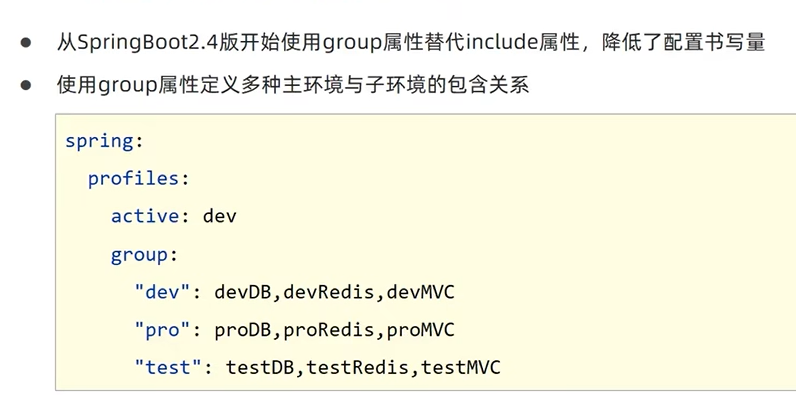 ● 从SpringBoot2.4版开始使用group属性替代include属性，降低了配置书写量
● 使用group属性定义多种主环境与子环境的包含关系
spring:
  profiles:
    active: dev
    group:
      "dev": devDB,devRedis,devMVC
      "pro": proDB,proRedis,proMVC
      "test": testDB,testRedis,testMVC